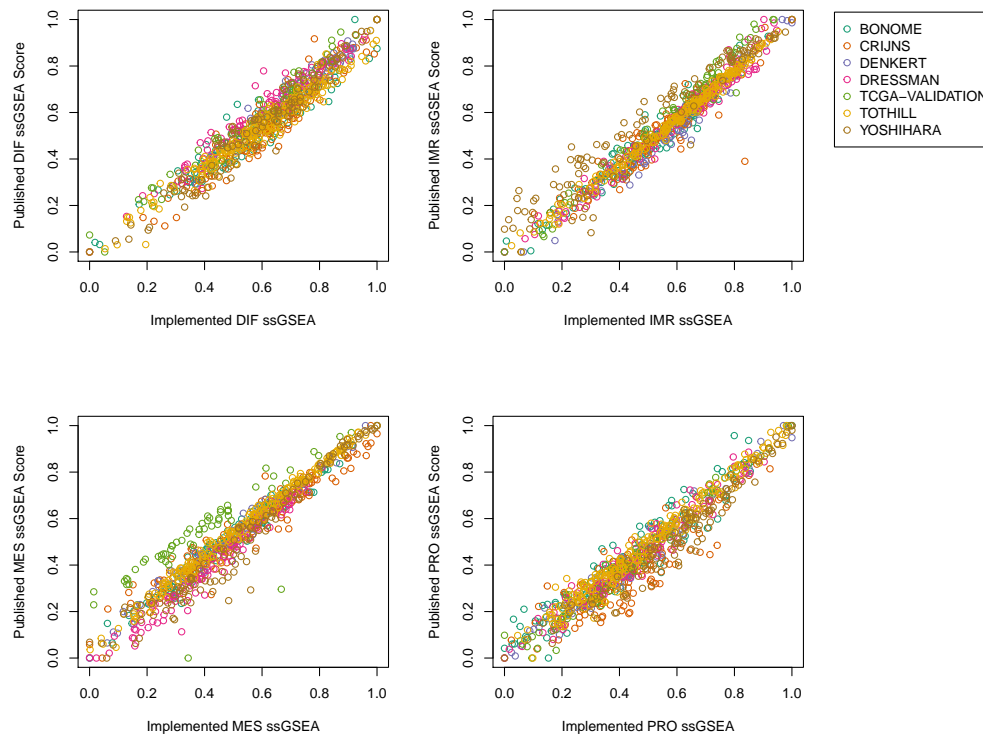 Published DIF ssGSEA Score
1.0
0.8
0.6
0.4
0.2
0.0
0.0 0.2 0.4 0.6 0.8 1.0
Implemented DIF ssGSEA
Published IMR ssGSEA Score
1.0
0.8
0.6
0.4
0.2
0.0
0.0 0.2 0.4 0.6 0.8 1.0
Implemented IMR ssGSEA
BONOME
CRIJNS
DENKERT
DRESSMAN
TCGA−VALIDATION
TOTHILL
YOSHIHARA
Published MES ssGSEA Score
1.0
0.8
0.6
0.4
0.2
0.0
0.0 0.2 0.4 0.6 0.8 1.0
Implemented MES ssGSEA
Published PRO ssGSEA Score
1.0
0.8
0.6
0.4
0.2
0.0
0.0 0.2 0.4 0.6 0.8 1.0
Implemented PRO ssGSEA